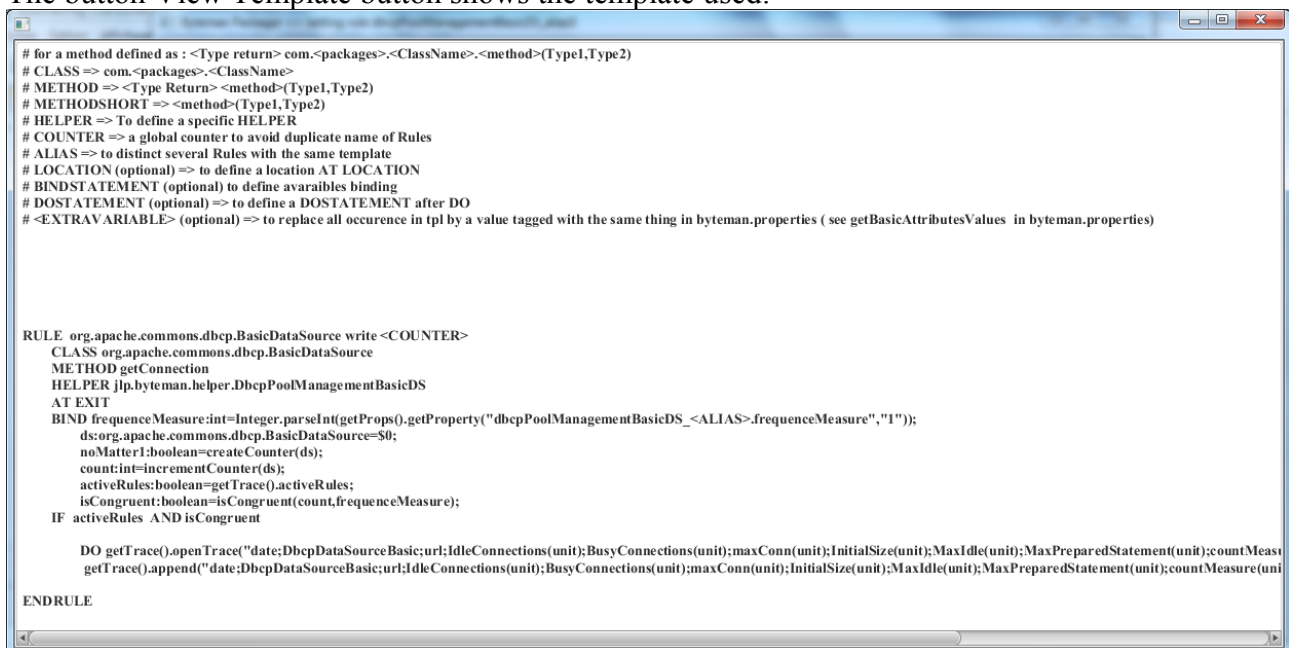 The button View Template button shows the template used.
# for a method defined as : <Type return> com.<packages>.<ClassName>.<method>(Type1,Type2)
# CLASS => com.<packages>.<ClassName>
# METHOD => <Type Return> <method>(Type1,Type2)
# METHODSHORT => <method>(Type1,Type2)
# HELPER => To define a specific HELPER
# COUNTER => a global counter to avoid duplicate name of Rules
# ALIAS => to distinct several Rules with the same template
# LOCATION (optional) => to define a location AT LOCATION
# BINDSTATEMENT (optional) to define avaraibles binding
# DOSTATEMENT (optional) => to define a DOSTATEMENT after DO
# <EXTRAVARIABLE> (optional) => to replace all occurence in tpl by a value tagged with the same thing in byteman.properties ( see getBasicAttributesValues in byteman.properties)
RULE org.apache.commons.dbcp.BasicDataSource write <COUNTER>
CLASS org.apache.commons.dbcp.BasicDataSource
METHOD getConnection
HELPER jlp.byteman.helper.DbcpPoolManagementBasicDS
AT EXIT
BIND frequenceMeasure:int=Integer.parseInt(getProps().getProperty("dbcpPoolManagementBasicDS_<ALIAS>.frequenceMeasure","1"));
ds:org.apache.commons.dbcp.BasicDataSource=$0;
noMatter1:boolean=createCounter(ds);
count:int=incrementCounter(ds);
activeRules:boolean=getTrace().activeRules;
isCongruent:boolean=isCongruent(count,frequenceMeasure);
IF activeRules AND isCongruent
DO getTrace().openTrace("date;DbcpDataSourceBasic;url;IdleConnections(unit);BusyConnections(unit);maxConn(unit);InitialSize(unit);MaxIdle(unit);MaxPreparedStatement(unit);countMeasu
getTrace().append("date;DbcpDataSourceBasic;url;IdleConnections(unit);BusyConnections(unit);maxConn(unit);InitialSize(unit);MaxIdle(unit);MaxPreparedStatement(unit);countMeasure(uni
ENDRULE